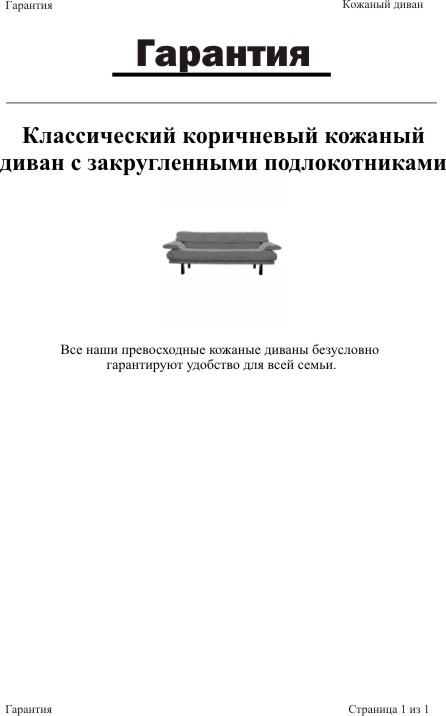 Гарантия
Кожаный диван
Гарантия
Классический коричневый кожаный
диван с закругленными подлокотниками
Все наши превосходные кожаные диваны безусловно
гарантируют удобство для всей семьи.
Гарантия
Страница 1 из 1